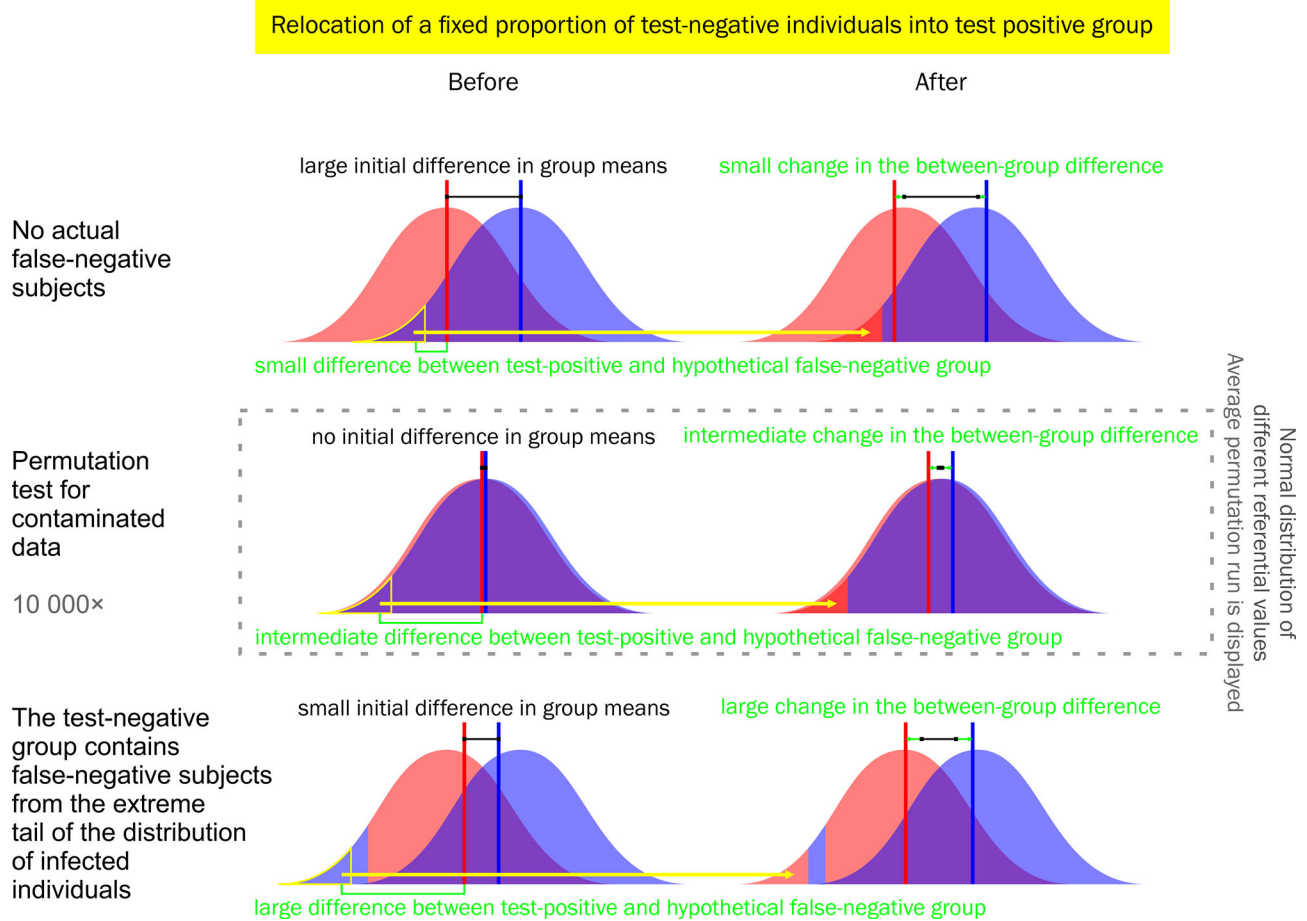 Relocation of a fixed proportion of test-negative individuals into test positive group
Before
After
large initial difference in group means
small change in the between-group difference
No actual
false-negative
subjects
small difference between test-positive and hypothetical false-negative group
no initial difference in group means
intermediate change in the between-group difference
Permutation
test for
contaminated
data
10 000×
intermediate difference between test-positive and hypothetical false-negative group
Normal distribution of
different referential values
Average permutation run is displayed
small initial difference in group means
large change in the between-group difference
The test-negative
group contains
false-negative subjects
from the extreme
tail of the distribution
of infected
individuals
large difference between test-positive and hypothetical false-negative group